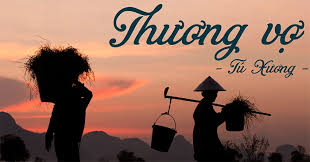 Thương vợ
- Tú Xương -